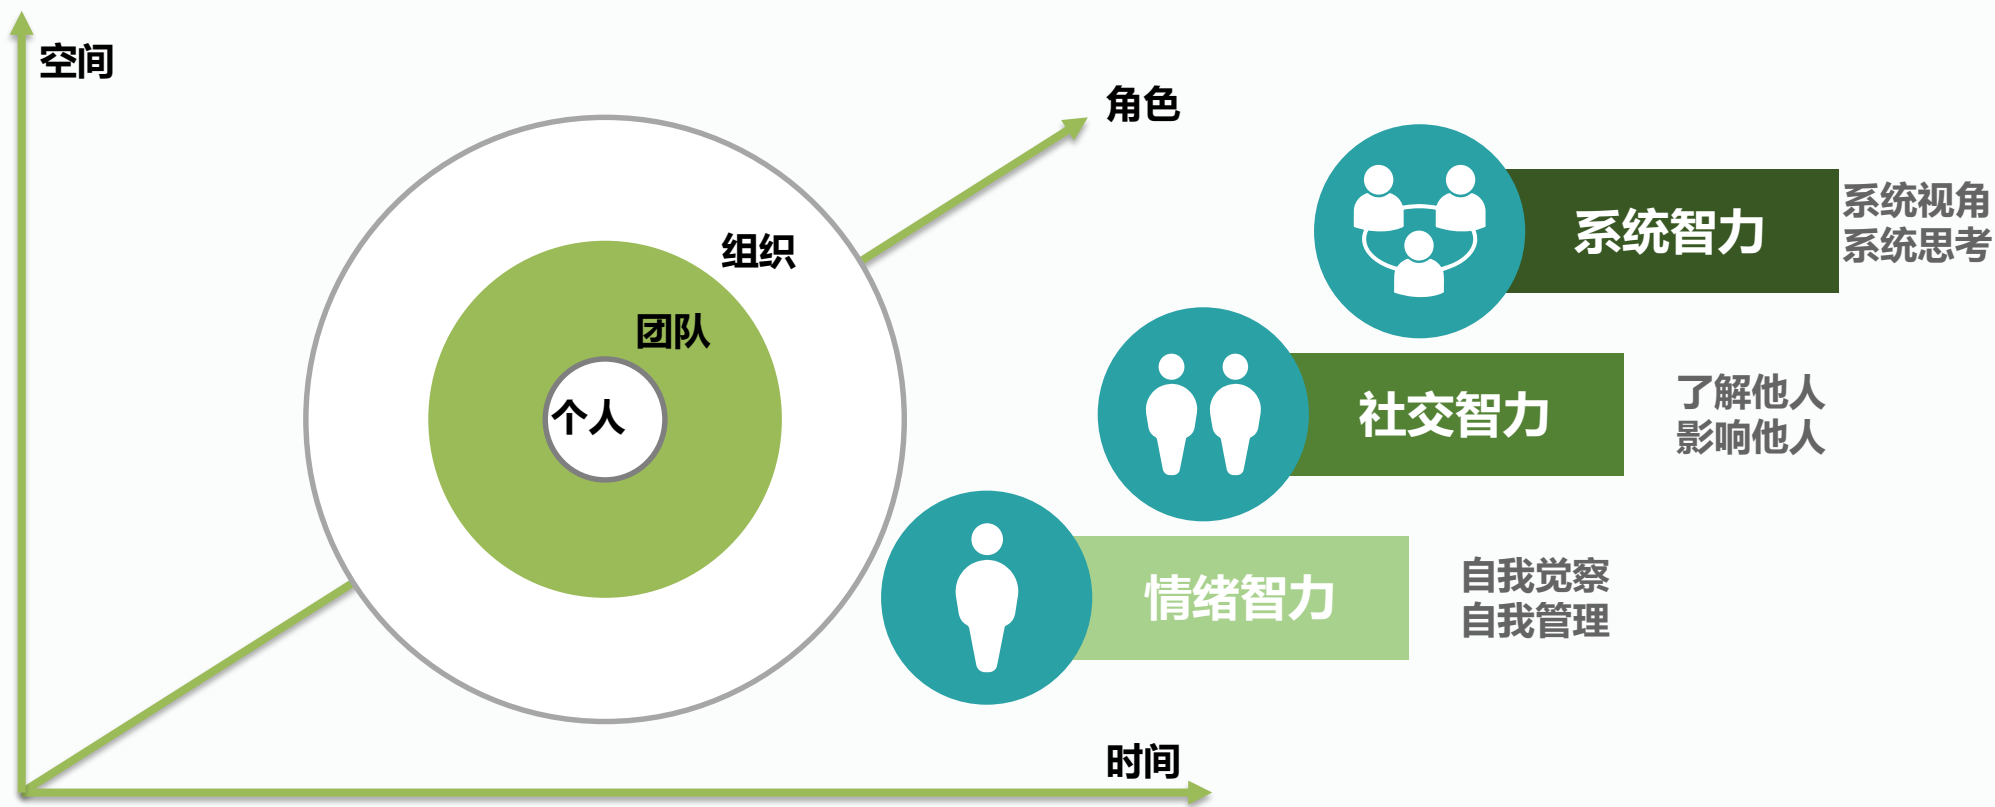 空间
角色
组织
团队
个人
时间
系统智力
系统视角
系统思考
社交智力
了解他人
影响他人
情绪智力
自我觉察
自我管理